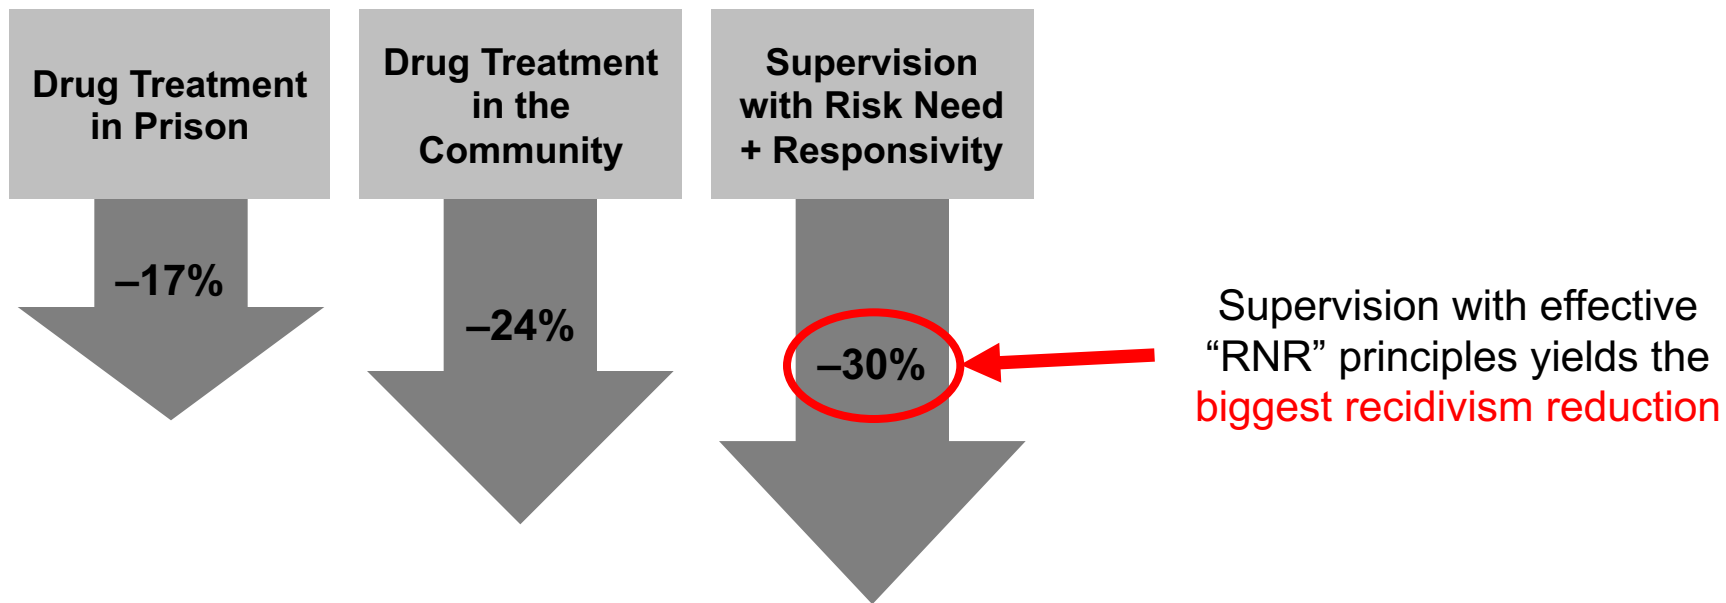 Drug Treatment
in Prison
Drug Treatment
in the
Community
Supervision
with Risk Need
+ Responsivity
–17%
–24%
–30%
Supervision with effective
“RNR” principles yields the
biggest recidivism reduction